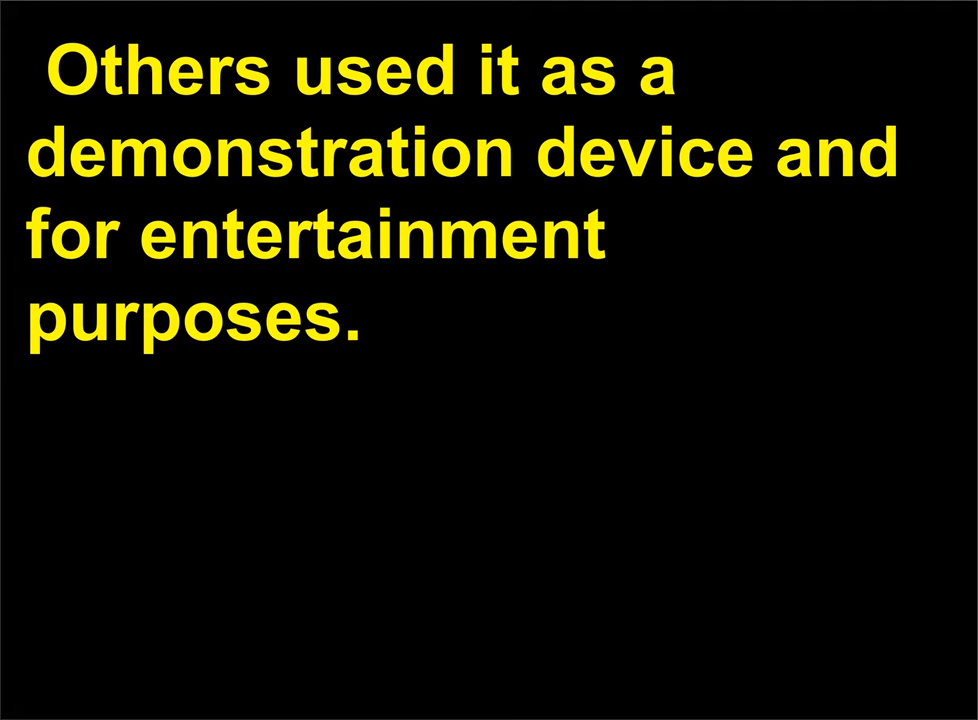 Others used it as a
demonstration device and
for entertainment
purposes.